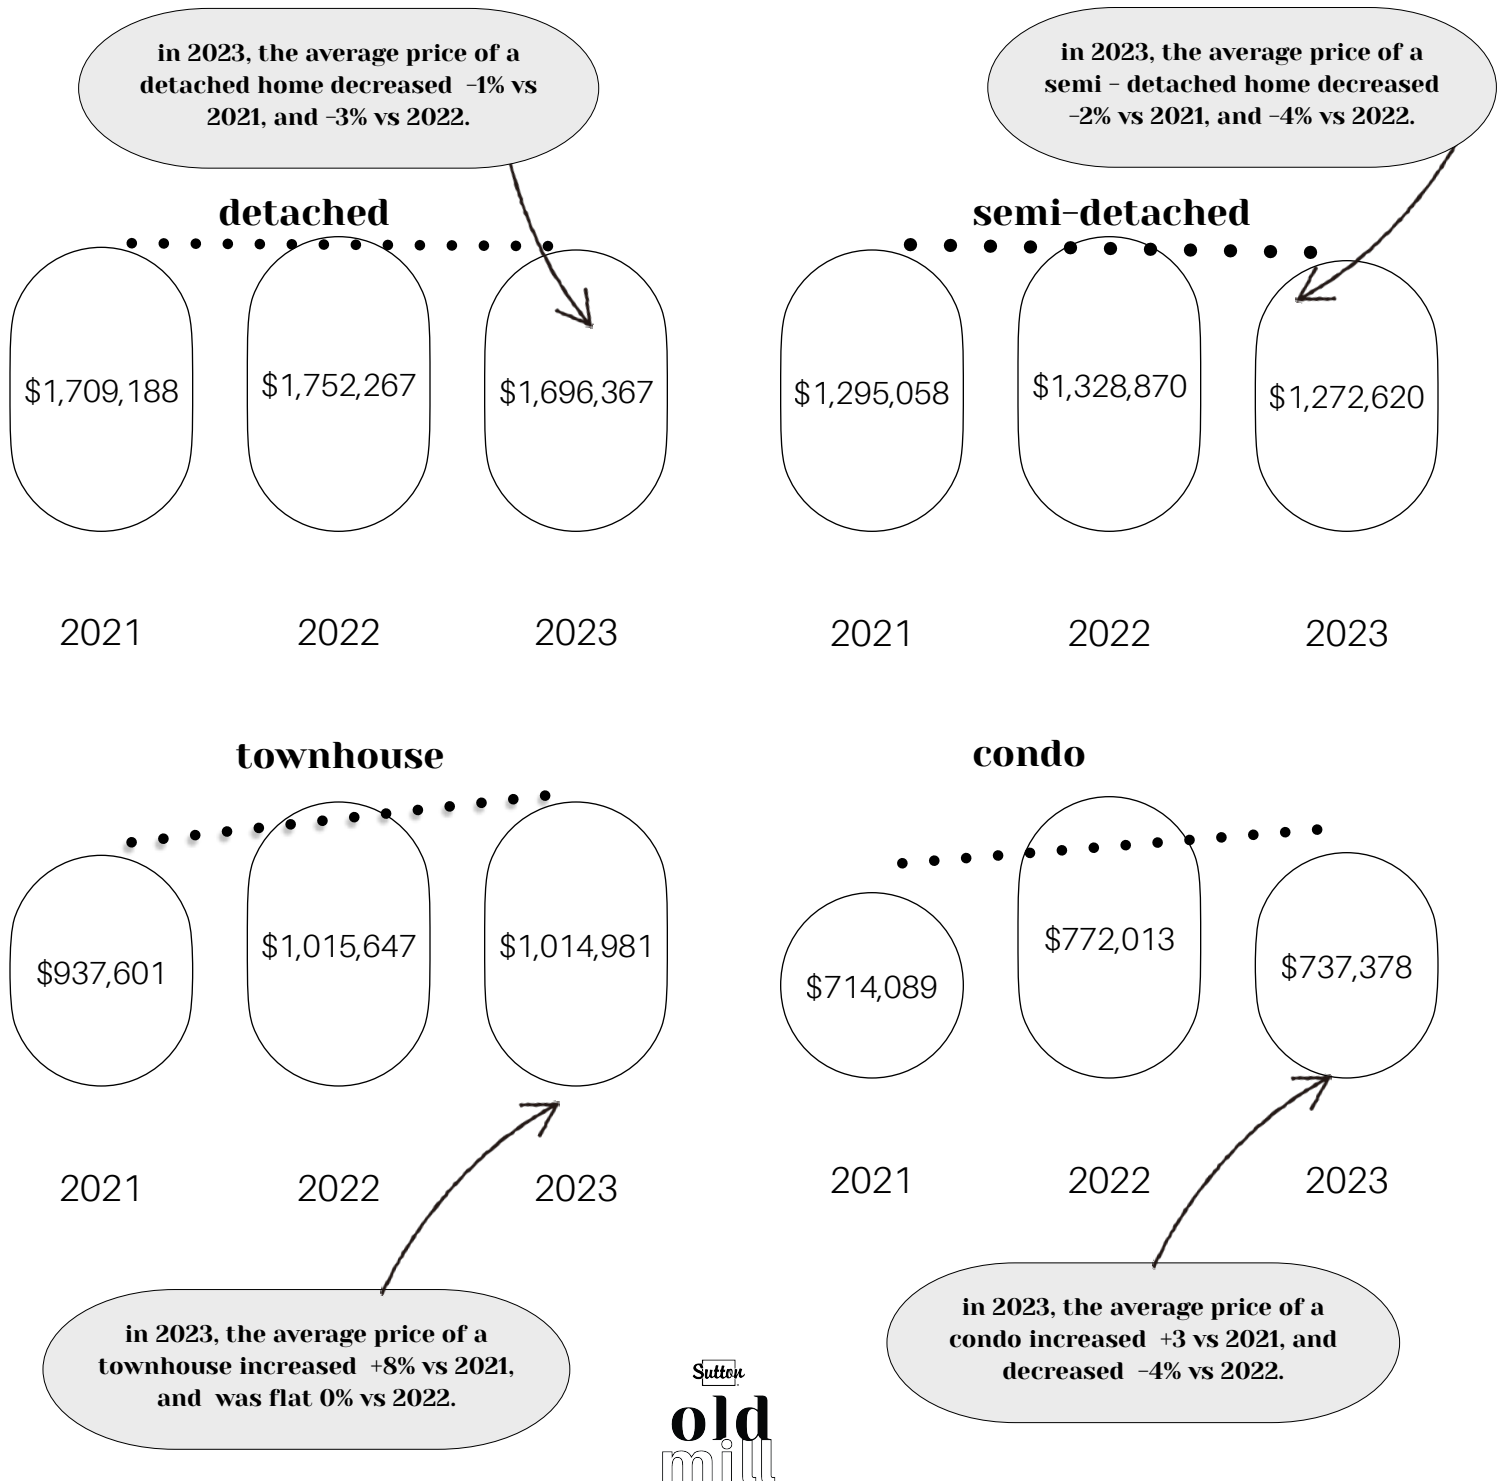 in 2023, the average price of a
detached home decreased -1% vs
2021, and -3% vs 2022.
in 2023, the average price of a
semi - detached home decreased
-2% vs 2021, and -4% vs 2022.
detached
$1,709,188
$1,752,267
$1,696,367
2021
2022
2023
semi-detached
$1,295,058
$1,328,870
$1,272,620
2021
2022
2023
townhouse
$937,601
$1,015,647
$1,014,981
2021
2022
2023
condo
$714,089
$772,013
$737,378
2021
2022
2023
in 2023, the average price of a
townhouse increased +8% vs 2021,
and was flat 0% vs 2022.
in 2023, the average price of a
condo increased +3 vs 2021, and
decreased -4% vs 2022.
Sutton
old
mill